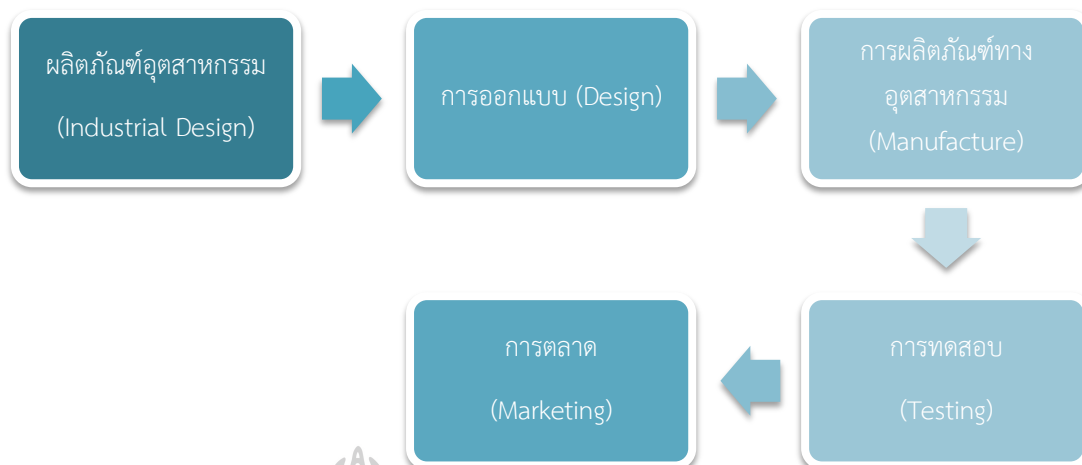 ผลิตภัณฑ์อุตสาหกรรม
(Industrial Design)
การออกแบบ (Design)
การผลิตภัณฑ์ทาง
อุตสาหกรรม
(Manufacture)
การทดสอบ
(Testing)
การตลาด
(Marketing)